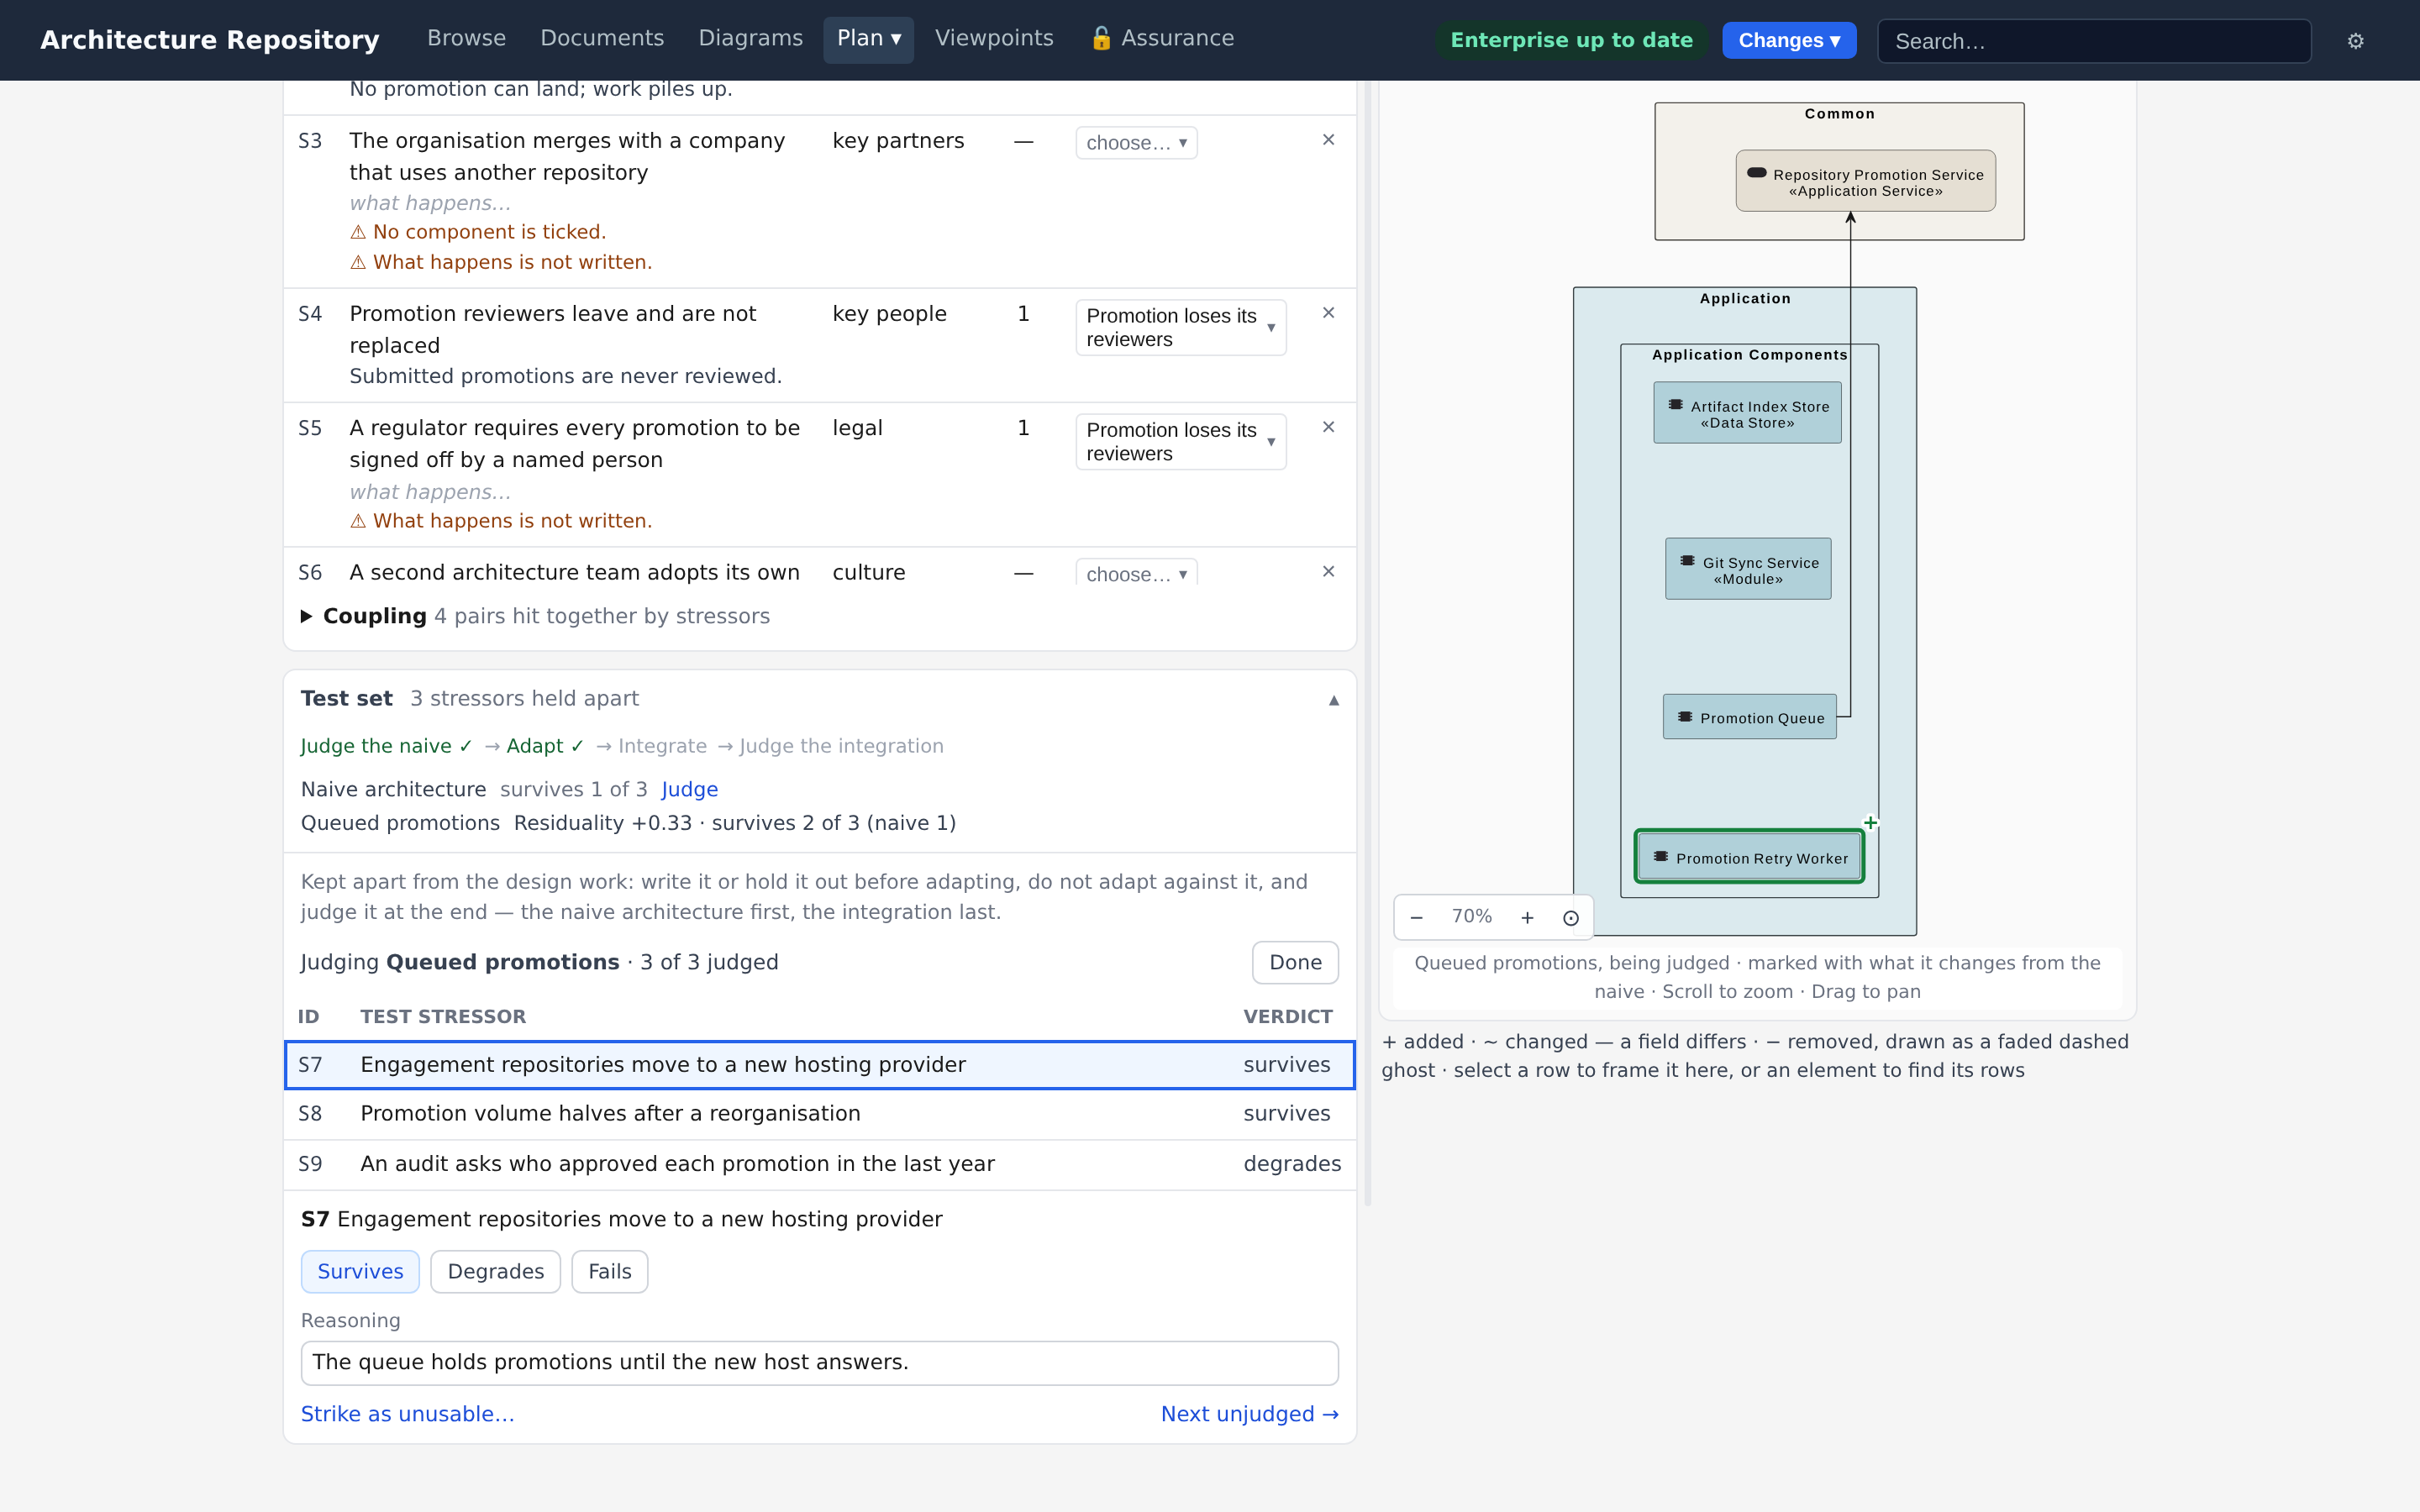 Architecture Repository
Browse
Documents
Diagrams
Plan ▾
Viewpoints
🔓 Assurance
Enterprise up to date
Changes ▾
Search…
⚙
No promotion can land; work piles up.
S3 The organisation merges with a company key partners — choose… ▾ ×
that uses another repository
what happens…
⚠ No component is ticked.
⚠ What happens is not written.
S4 Promotion reviewers leave and are not key people 1 Promotion loses its ▾ ×
replaced reviewers
Submitted promotions are never reviewed.
S5 A regulator requires every promotion to be legal 1 Promotion loses its ▾ ×
signed off by a named person reviewers
what happens…
⚠ What happens is not written.
S6 A second architecture team adopts its own culture — choose… ▾ ×
▶ Coupling 4 pairs hit together by stressors
Test set 3 stressors held apart ▴
Judge the naive ✓ → Adapt ✓ → Integrate → Judge the integration
Naive architecture survives 1 of 3 Judge
Queued promotions Residuality +0.33 · survives 2 of 3 (naive 1)
Kept apart from the design work: write it or hold it out before adapting, do not adapt against it, and
judge it at the end — the naive architecture first, the integration last.
Judging Queued promotions · 3 of 3 judged Done
ID TEST STRESSOR VERDICT
S7 Engagement repositories move to a new hosting provider survives
S8 Promotion volume halves after a reorganisation survives
S9 An audit asks who approved each promotion in the last year degrades
S7 Engagement repositories move to a new hosting provider
Survives Degrades Fails
Reasoning
The queue holds promotions until the new host answers.
Strike as unusable… Next unjudged →
Common
Repository Promotion Service
«Application Service»
Application
Application Components
Artifact Index Store
«Data Store»
Git Sync Service
«Module»
Promotion Queue
+
Promotion Retry Worker
− 70% + ⊙
Queued promotions, being judged · marked with what it changes from the
naive · Scroll to zoom · Drag to pan
+ added · ~ changed — a field differs · − removed, drawn as a faded dashed
ghost · select a row to frame it here, or an element to find its rows